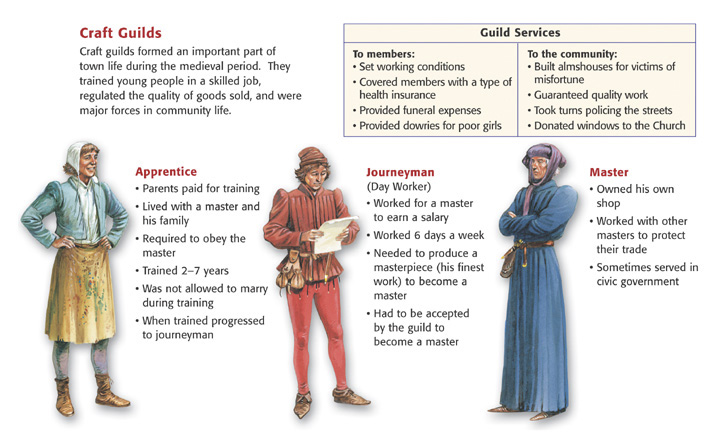 Craft Guilds
Craft guilds formed an important part of
town life during the medieval period. They
trained young people in a skilled job,
regulated the quality of goods sold, and were
major forces in community life.
Guild Services
To members:
• Set working conditions
• Covered members with a type of
health insurance
• Provided funeral expenses
• Provided dowries for poor girls
To the community:
• Built almshouses for victims of
misfortune
• Guaranteed quality work
• Took turns policing the streets
• Donated windows to the Church
Apprentice
• Parents paid for training
• Lived with a master and
his family
• Required to obey the
master
• Trained 2–7 years
• Was not allowed to marry
during training
• When trained progressed
to journeyman
Journeyman
(Day Worker)
• Worked for a master
to earn a salary
• Worked 6 days a week
• Needed to produce a
masterpiece (his finest
work) to become a
master
• Had to be accepted
by the guild to
become a master
Master
• Owned his own
shop
• Worked with other
masters to protect
their trade
• Sometimes served in
civic government